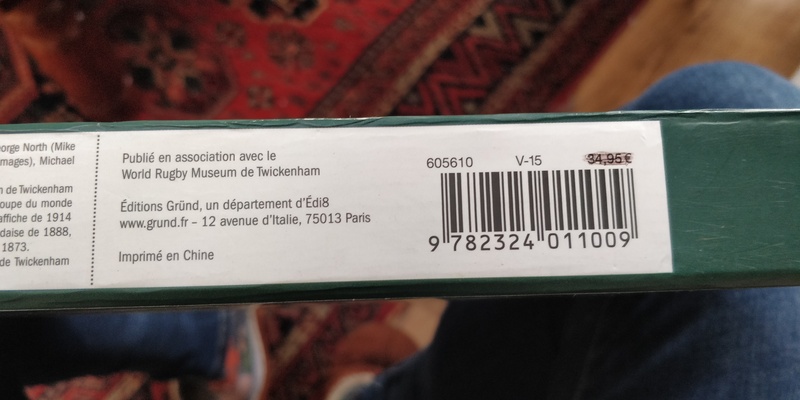 orge North (Mike
mages), Michael
n de Twickenham
oupe du monde
affiche de 1914
daise de 1888,
1873.
de Twickenham
Publié en association avec le
World Rugby Museum de Twickenham
Éditions Gründ, un département d'Édi8
www.grund.fr – 12 avenue d'Italie, 75013 Paris
Imprimé en Chine
605610 V-15 34,95 €
9 782324 011009